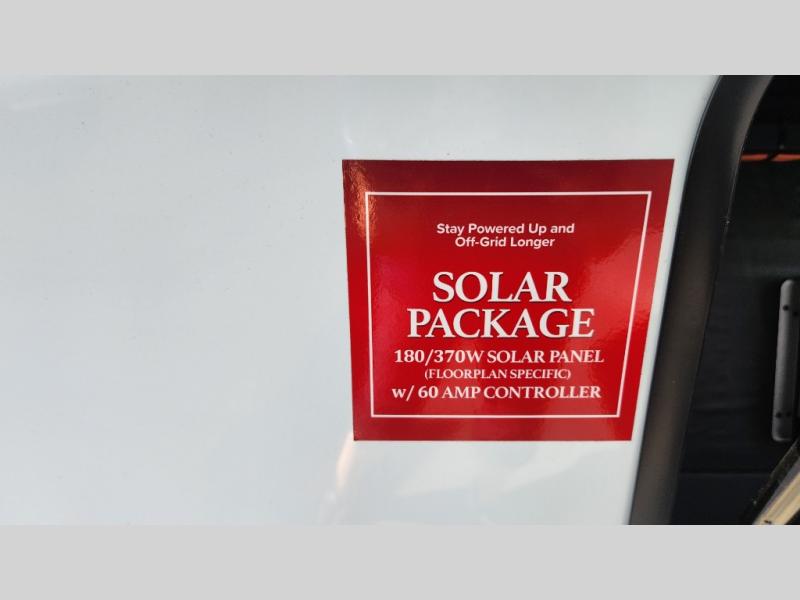 Stay Powered Up and
Off-Grid Longer
SOLAR
PACKAGE
180/370W SOLAR PANEL
(FLOORPLAN SPECIFIC)
w/ 60 AMP CONTROLLER